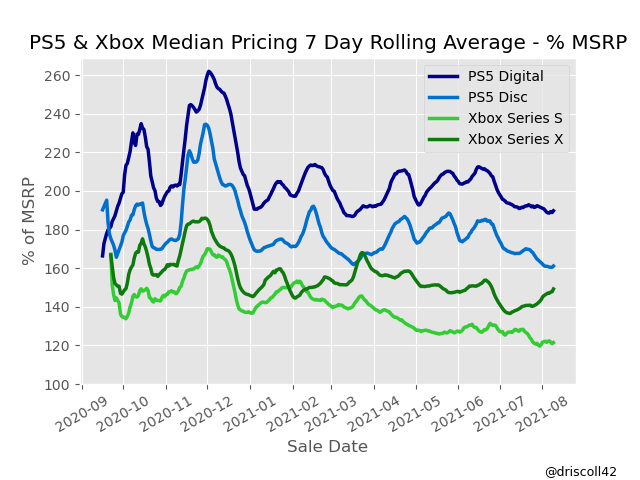 PS5 & Xbox Median Pricing 7 Day Rolling Average - % MSRP
PS5 Digital
PS5 Disc
Xbox Series S
Xbox Series X
% of MSRP
260
240
220
200
180
160
140
120
100
2020-09
2020-10
2020-11
2020-12
2021-01
2021-02
2021-03
2021-04
2021-05
2021-06
2021-07
2021-08
Sale Date
@driscoll42